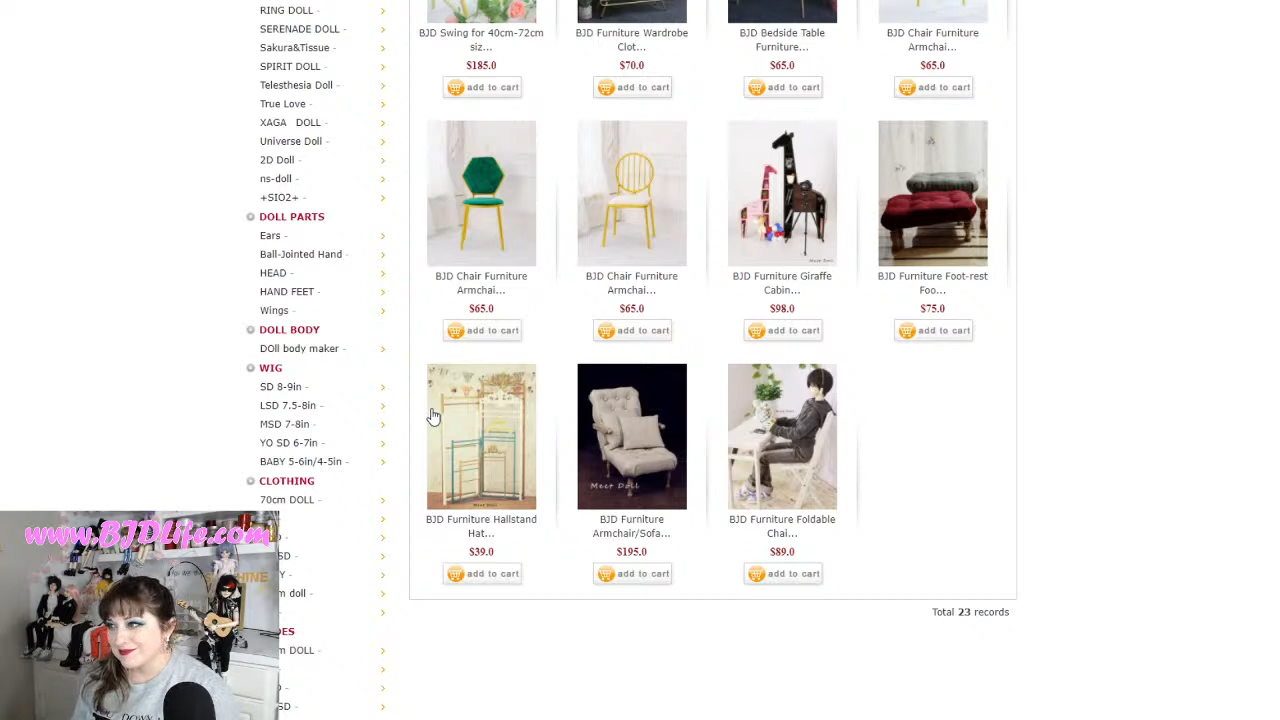 RING DOLL -
SERENADE DOLL -
Sakura&Tissue -
SPIRIT DOLL -
Telesthesia Doll -
True Love -
XAGA DOLL -
Universe Doll -
2D Doll -
ns-doll -
+SIO2+ -
DOLL PARTS
Ears -
Ball-Jointed Hand -
HEAD -
HAND FEET -
Wings -
DOLL BODY
DOll body maker -
WIG
SD 8-9in -
LSD 7.5-8in -
MSD 7-8in -
YO SD 6-7in -
BABY 5-6in/4-5in -
CLOTHING
70cm DOLL -
BJD Swing for 40cm-72cm siz...
$185.0
add to cart
BJD Furniture Wardrobe Clot...
$70.0
add to cart
BJD Bedside Table Furniture...
$65.0
add to cart
BJD Chair Furniture Armchai...
$65.0
add to cart
BJD Chair Furniture Armchai...
$65.0
add to cart
BJD Chair Furniture Armchai...
$65.0
add to cart
Meet Doll
BJD Furniture Giraffe Cabin...
$98.0
add to cart
BJD Furniture Foot-rest Foo...
$75.0
add to cart
Meet Doll
BJD Furniture Hallstand Hat...
$39.0
add to cart
Meet Doll
BJD Furniture Armchair/Sofa...
$195.0
add to cart
BJD Furniture Foldable Chai...
$89.0
add to cart
Total 23 records
www.BJDLife.com
DOWN